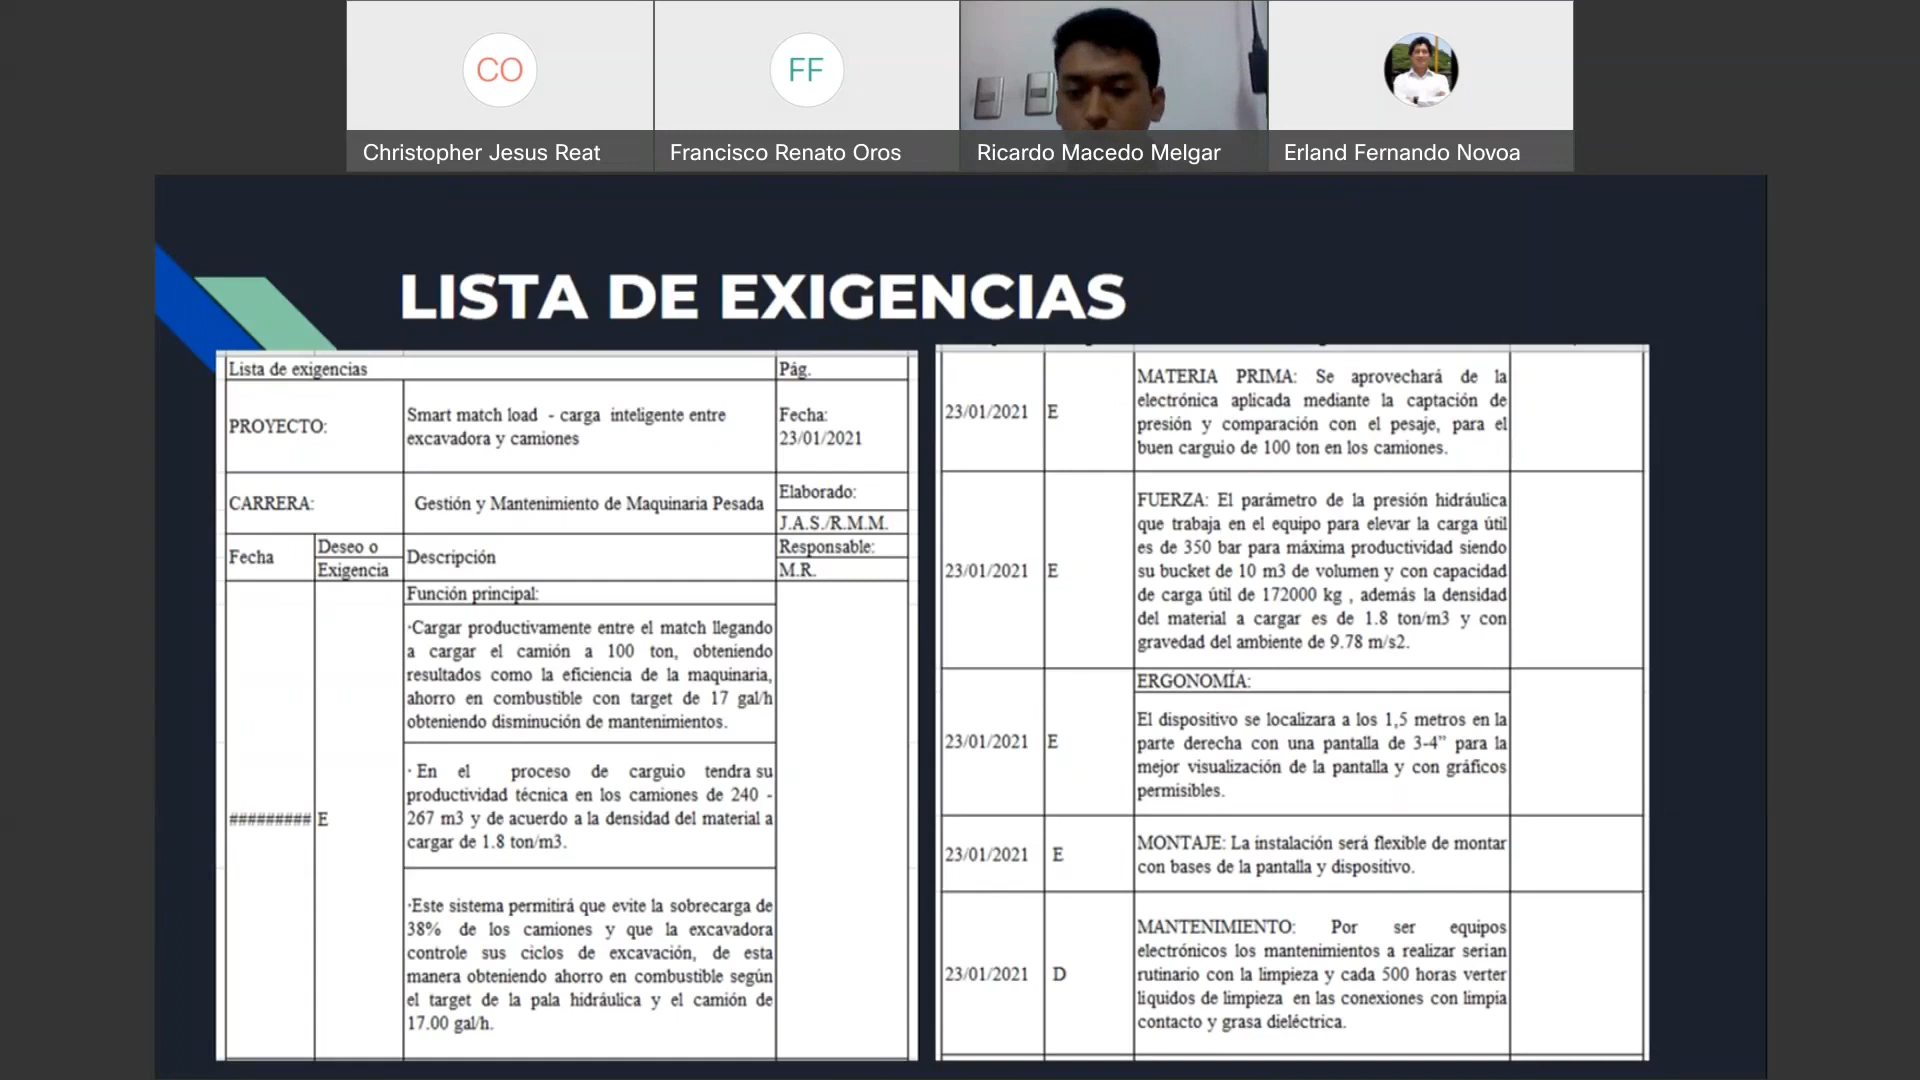 CO
FF
Christopher Jesus Reat
Francisco Renato Oros
Ricardo Macedo Melgar
Erland Fernando Novoa
LISTA DE EXIGENCIAS
Lista de exigencias
Pág.
PROYECTO:
Smart match load - carga inteligente entre
excavadora y camiones
Fecha:
23/01/2021
CARRERA:
Gestión y Mantenimiento de Maquinaria Pesada
Elaborado:
J.A.S./R.M.M.
Fecha
Deseo o
Exigencia
Descripción
Responsable:
M.R.
Función principal:
·Cargar productivamente entre el match llegando
a cargar el camión a 100 ton, obteniendo
resultados como la eficiencia de la maquinaria,
ahorro en combustible con target de 17 gal/h
obteniendo disminución de mantenimientos.
· En el proceso de carguio tendra su
productividad técnica en los camiones de 240 -
267 m3 y de acuerdo a la densidad del material a
cargar de 1.8 ton/m3.
######### E
·Este sistema permitirá que evite la sobrecarga de
38% de los camiones y que la excavadora
controle sus ciclos de excavación, de esta
manera obteniendo ahorro en combustible según
el target de la pala hidráulica y el camión de
17.00 gal/h.
23/01/2021 E
MATERIA PRIMA: Se aprovechará de la
electrónica aplicada mediante la captación de
presión y comparación con el pesaje, para el
buen carguio de 100 ton en los camiones.
23/01/2021 E
FUERZA: El parámetro de la presión hidráulica
que trabaja en el equipo para elevar la carga útil
es de 350 bar para máxima productividad siendo
su bucket de 10 m3 de volumen y con capacidad
de carga útil de 172000 kg , además la densidad
del material a cargar es de 1.8 ton/m3 y con
gravedad del ambiente de 9.78 m/s2.
23/01/2021 E
ERGONOMÍA:
El dispositivo se localizara a los 1,5 metros en la
parte derecha con una pantalla de 3-4” para la
mejor visualización de la pantalla y con gráficos
permisibles.
23/01/2021 E
MONTAJE: La instalación será flexible de montar
con bases de la pantalla y dispositivo.
23/01/2021 D
MANTENIMIENTO: Por ser equipos
electrónicos los mantenimientos a realizar serian
rutinario con la limpieza y cada 500 horas verter
liquidos de limpieza en las conexiones con limpia
contacto y grasa dieléctrica.